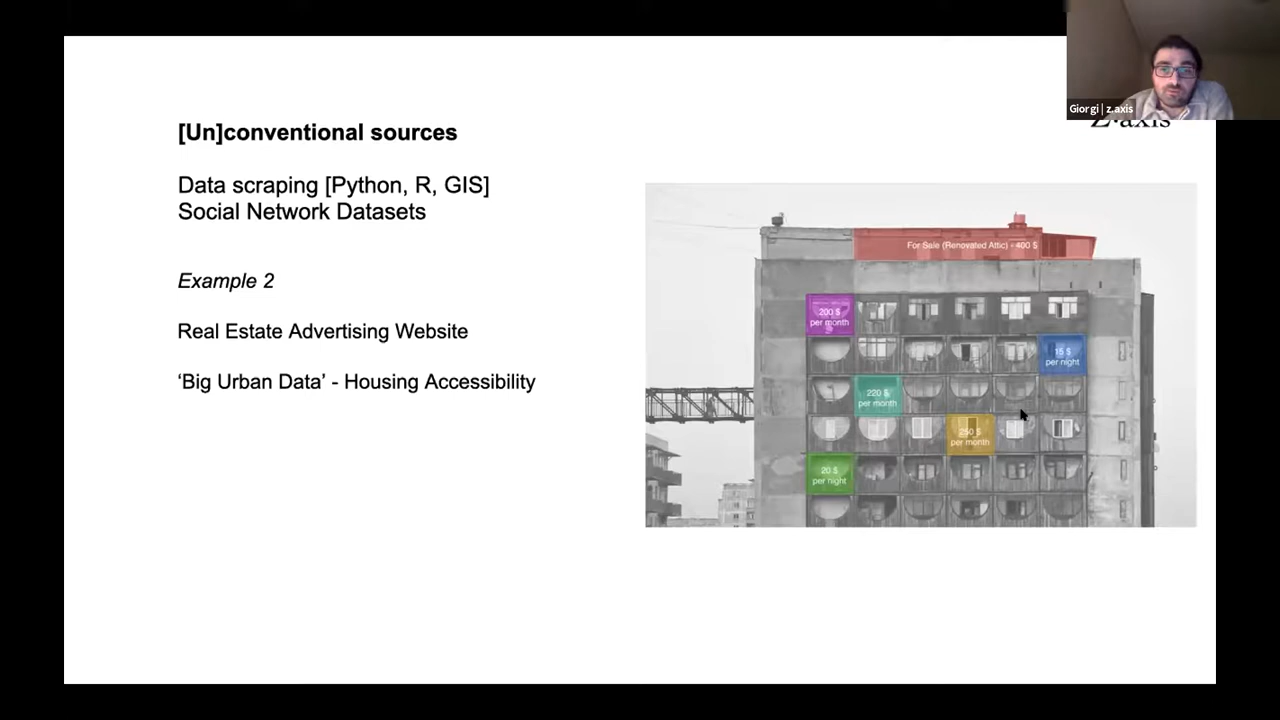 Giorgi | z.axis
z.axis
[Un]conventional sources
Data scraping [Python, R, GIS]
Social Network Datasets
Example 2
Real Estate Advertising Website
‘Big Urban Data’ - Housing Accessibility
For Sale (Renovated Attic) - 400 $
200 $
per month
15 $
per night
220 $
per month
250 $
per month
20 $
per night